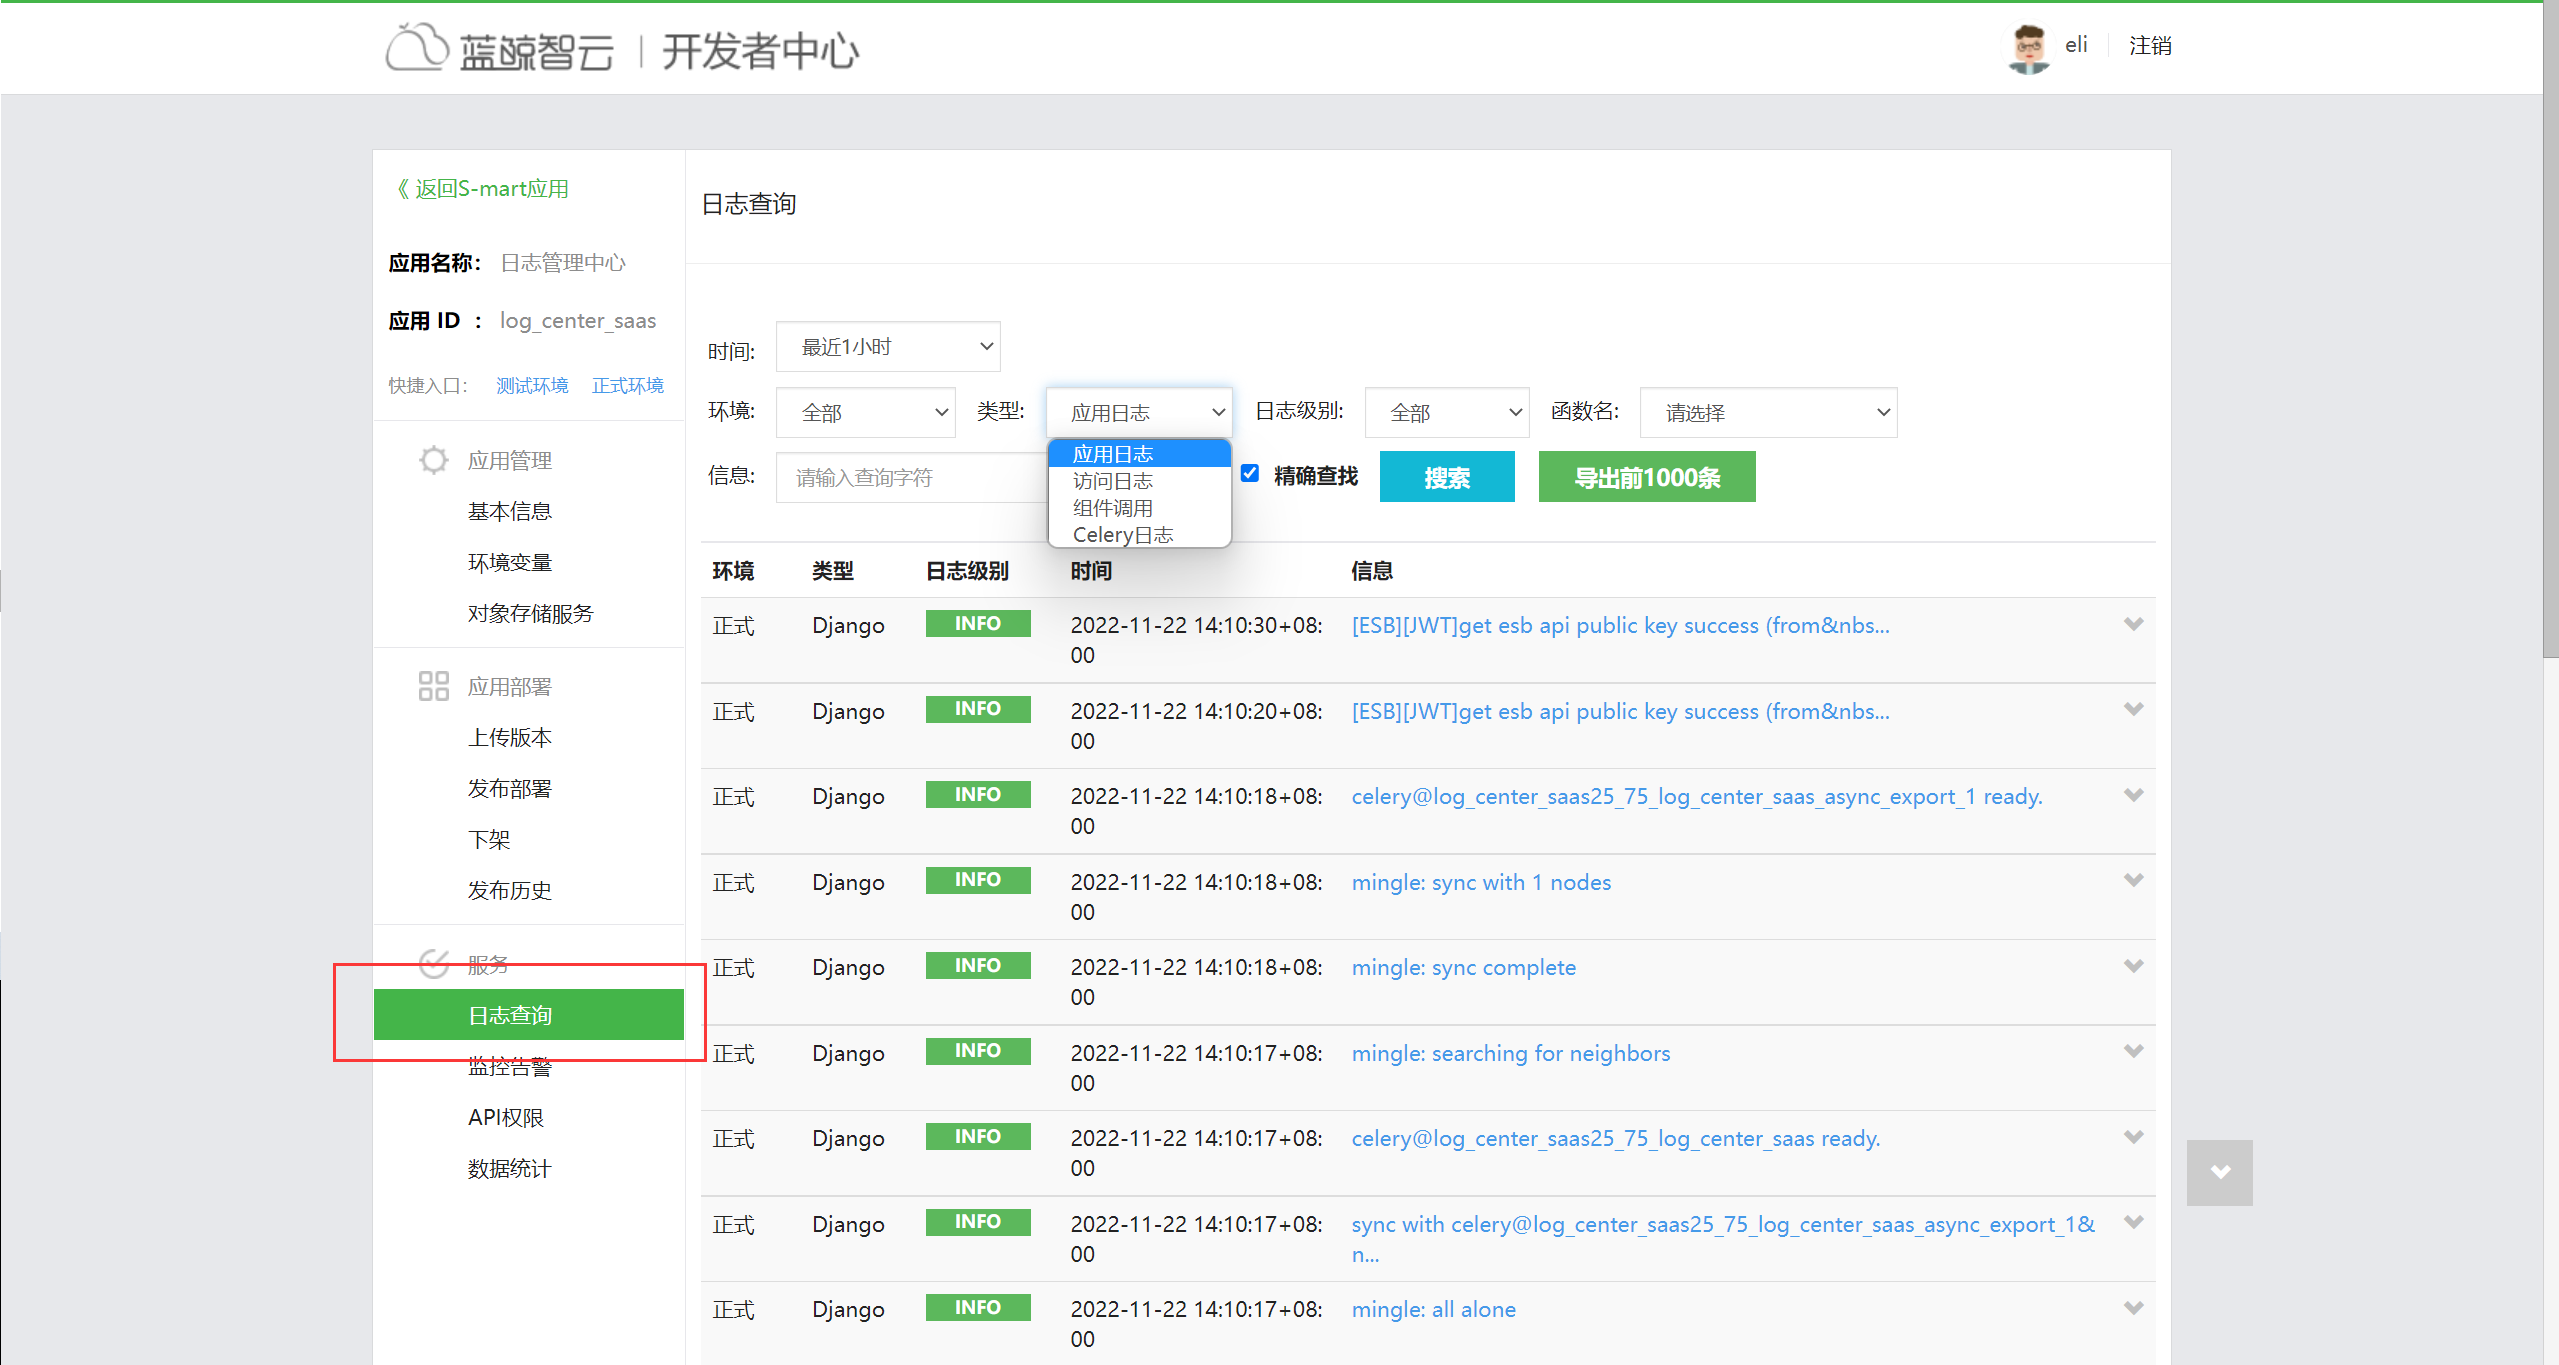 蓝鲸智云 | 开发者中心
eli
注销
《 返回S-mart应用
应用名称： 日志管理中心
应用 ID ： log_center_saas
快捷入口： 测试环境 正式环境
应用管理
基本信息
环境变量
对象存储服务
应用部署
上传版本
发布部署
下架
发布历史
服务
日志查询
监控告警
API权限
数据统计
日志查询
时间: 最近1小时
环境: 全部 类型: 应用日志 日志级别: 全部 函数名: 请选择
应用日志
访问日志
组件调用
Celery日志
信息: 请输入查询字符 精确查找 搜索 导出前1000条
环境 类型 日志级别 时间 信息
正式 Django INFO 2022-11-22 14:10:30+08: [ESB][JWT]get esb api public key success (from&nbs...
00
正式 Django INFO 2022-11-22 14:10:20+08: [ESB][JWT]get esb api public key success (from&nbs...
00
正式 Django INFO 2022-11-22 14:10:18+08: celery@log_center_saas25_75_log_center_saas_async_export_1 ready.
00
正式 Django INFO 2022-11-22 14:10:18+08: mingle: sync with 1 nodes
00
正式 Django INFO 2022-11-22 14:10:18+08: mingle: sync complete
00
正式 Django INFO 2022-11-22 14:10:17+08: mingle: searching for neighbors
00
正式 Django INFO 2022-11-22 14:10:17+08: celery@log_center_saas25_75_log_center_saas ready.
00
正式 Django INFO 2022-11-22 14:10:17+08: sync with celery@log_center_saas25_75_log_center_saas_async_export_1&
00 n...
正式 Django INFO 2022-11-22 14:10:17+08: mingle: all alone
00